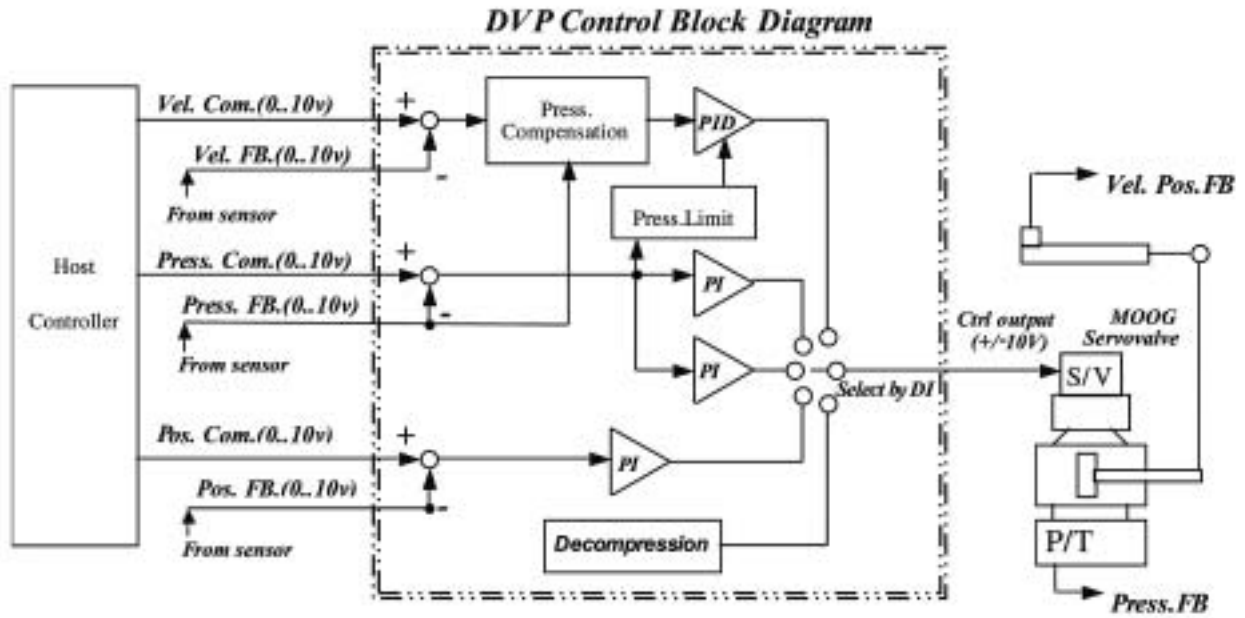 DVP Control Block Diagram
Vel. Com.(0..10v)
+
Press.
Compensation
PID
Vel. FB.(0..10v)
-
From sensor
Press.Limit
Vel. Pos.FB
Host
Controller
Press. Com.(0..10v)
+
PI
Press. FB.(0..10v)
-
From sensor
PI
Ctrl output
(+/-10V)
MOOG
Servovalve
S/V
Select by DI
Pos. Com.(0..10v)
+
PI
Pos. FB.(0..10v)
-
From sensor
Decompression
P/T
Press.FB